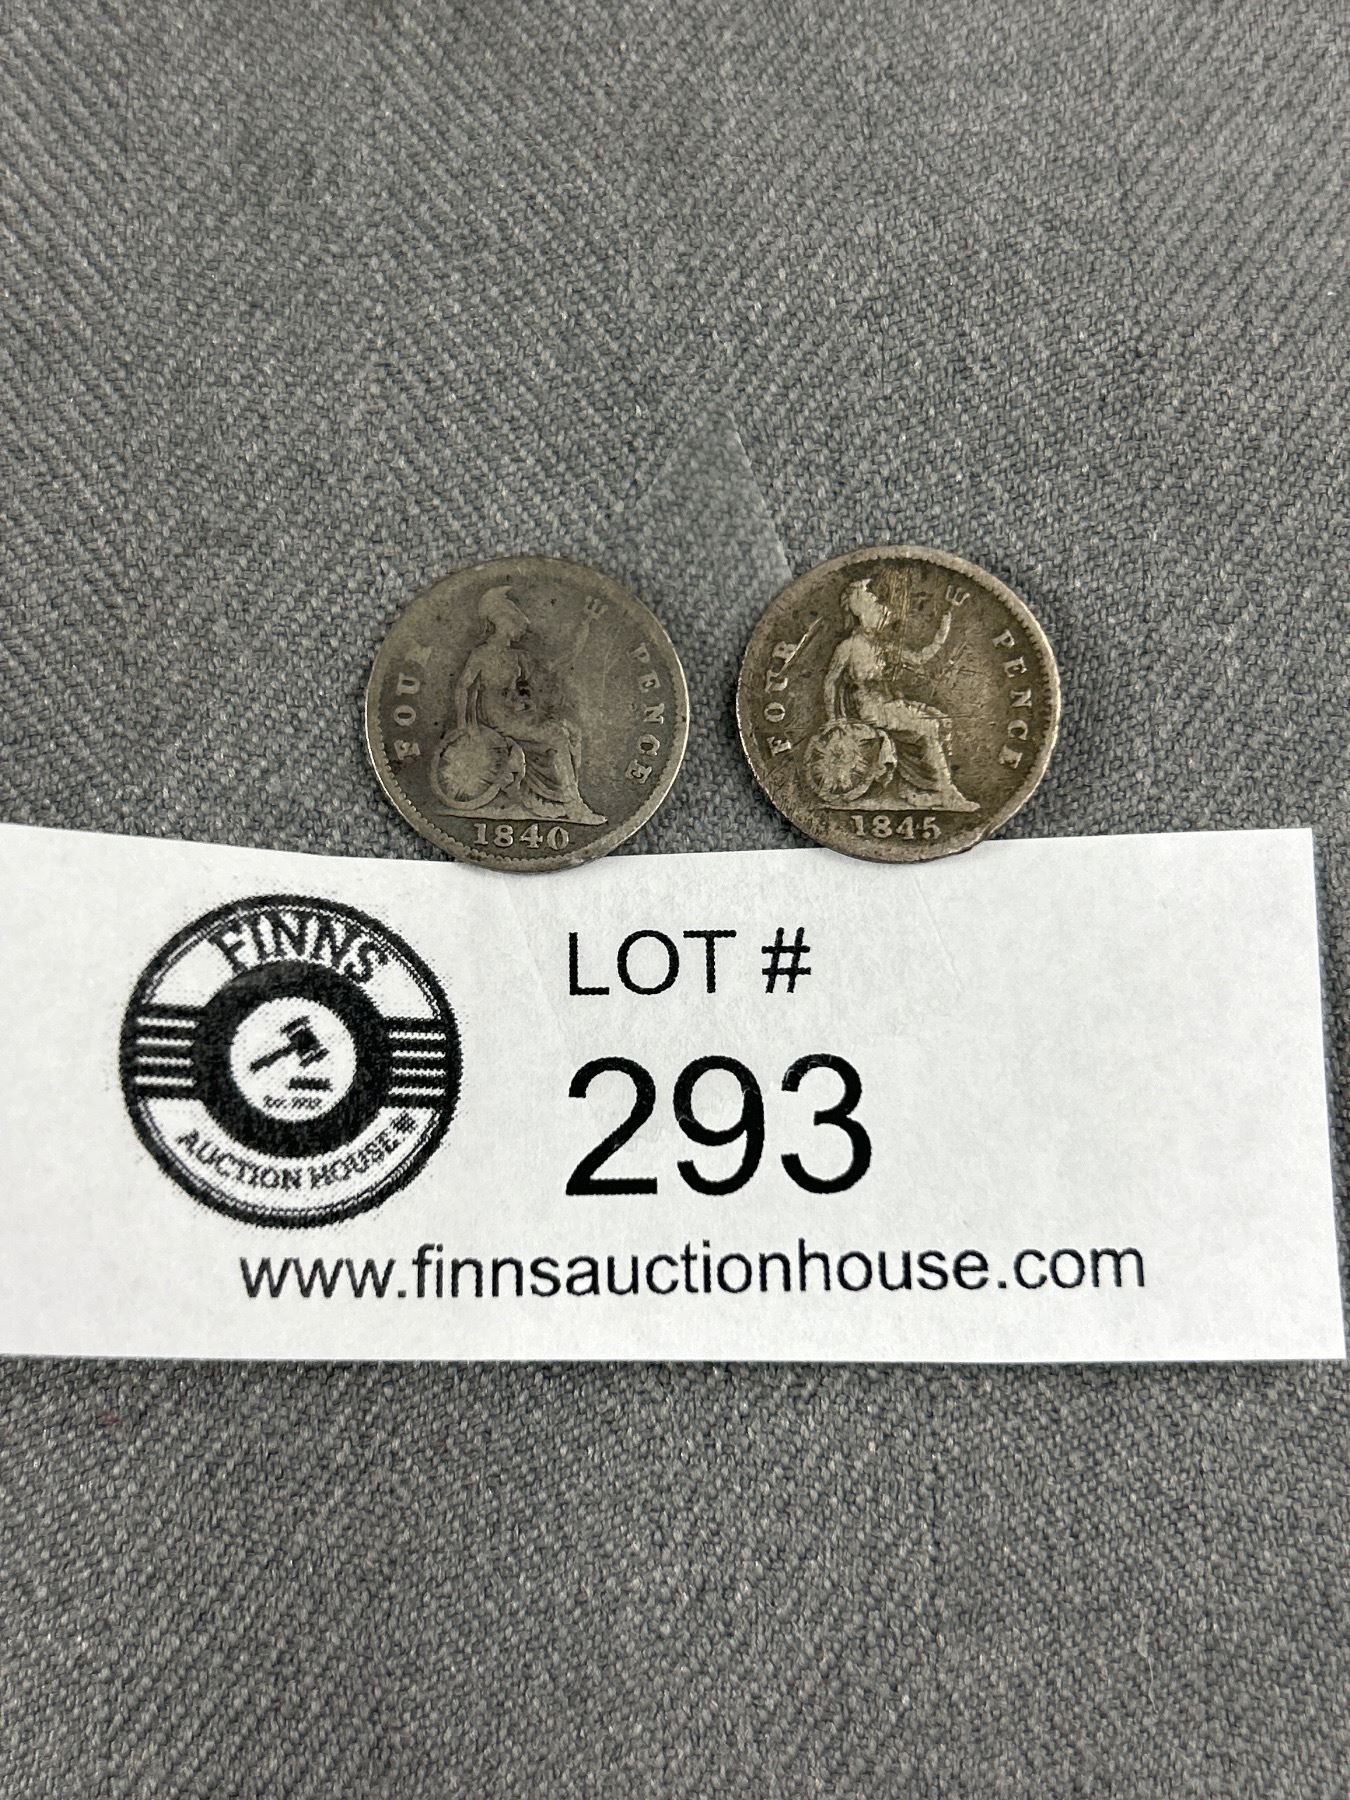 FOUR PENCE
1840
FOUR PENCE
1845
FINNS
AUCTION HOUSE
LOT #
293
www.finnsauctionhouse.com